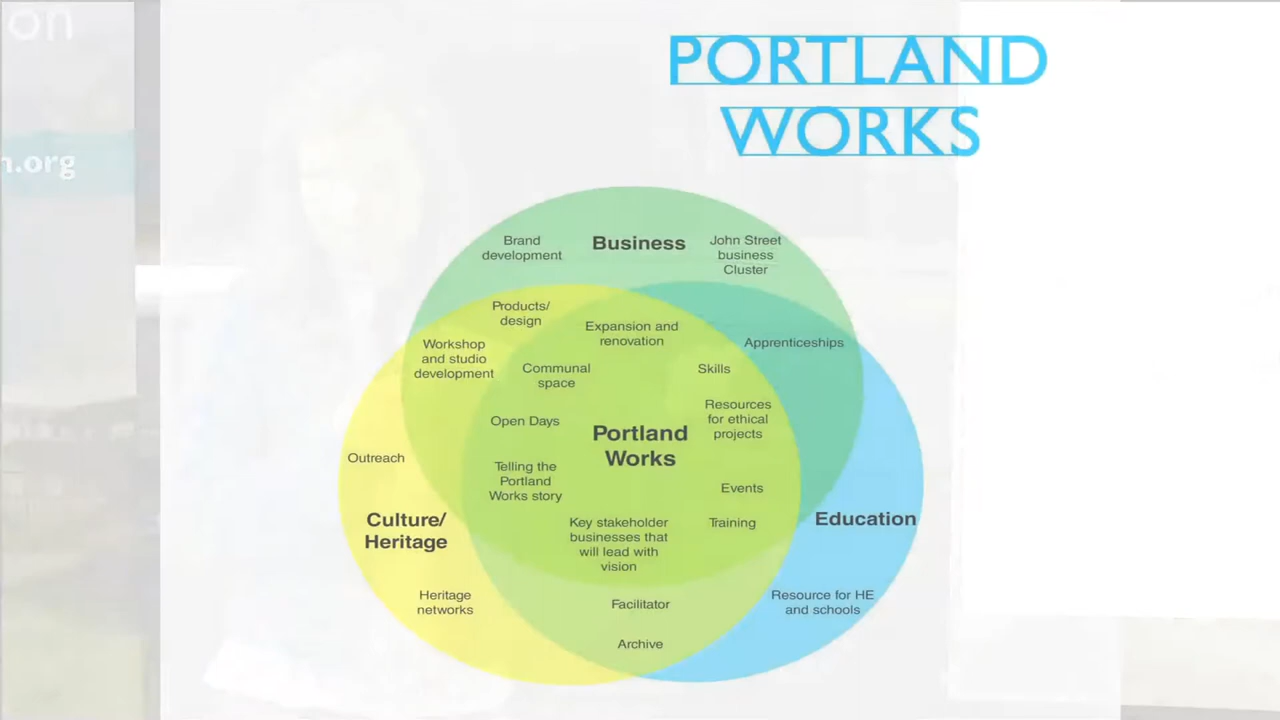 on
n.org
PORTLAND
WORKS
Brand
development
Business
John Street
business
Cluster
Products/
design
Expansion and
renovation
Workshop
and studio
development
Communal
space
Skills
Apprenticeships
Open Days
Resources
for ethical
projects
Portland
Works
Outreach
Telling the
Portland
Works story
Events
Culture/
Heritage
Key stakeholder
businesses that
will lead with
vision
Training
Education
Heritage
networks
Facilitator
Resource for HE
and schools
Archive